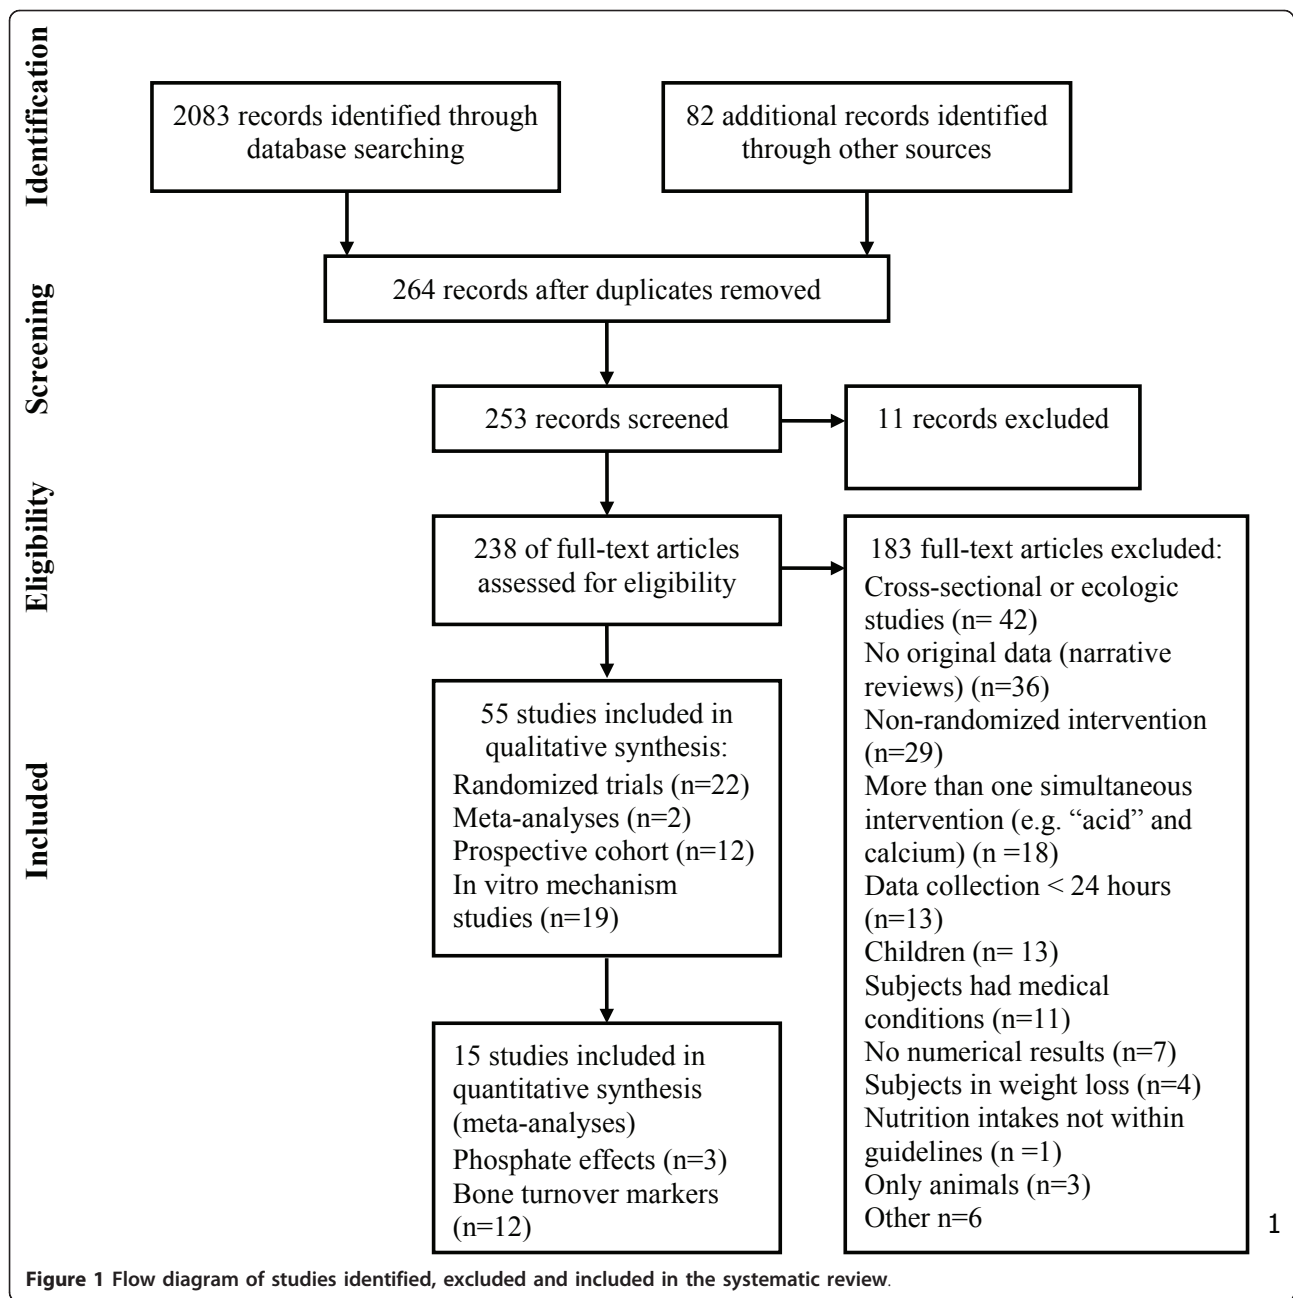 Identification
2083 records identified through
database searching
82 additional records identified
through other sources
Screening
264 records after duplicates removed
253 records screened
11 records excluded
Eligibility
238 of full-text articles
assessed for eligibility
183 full-text articles excluded:
Cross-sectional or ecologic
studies (n= 42)
No original data (narrative
reviews) (n=36)
Non-randomized intervention
(n=29)
More than one simultaneous
intervention (e.g. “acid” and
calcium) (n =18)
Data collection < 24 hours
(n=13)
Children (n= 13)
Subjects had medical
conditions (n=11)
No numerical results (n=7)
Subjects in weight loss (n=4)
Nutrition intakes not within
guidelines (n =1)
Only animals (n=3)
Other n=6
Included
55 studies included in
qualitative synthesis:
Randomized trials (n=22)
Meta-analyses (n=2)
Prospective cohort (n=12)
In vitro mechanism
studies (n=19)
15 studies included in
quantitative synthesis
(meta-analyses)
Phosphate effects (n=3)
Bone turnover markers
(n=12)
1
Figure 1 Flow diagram of studies identified, excluded and included in the systematic review.